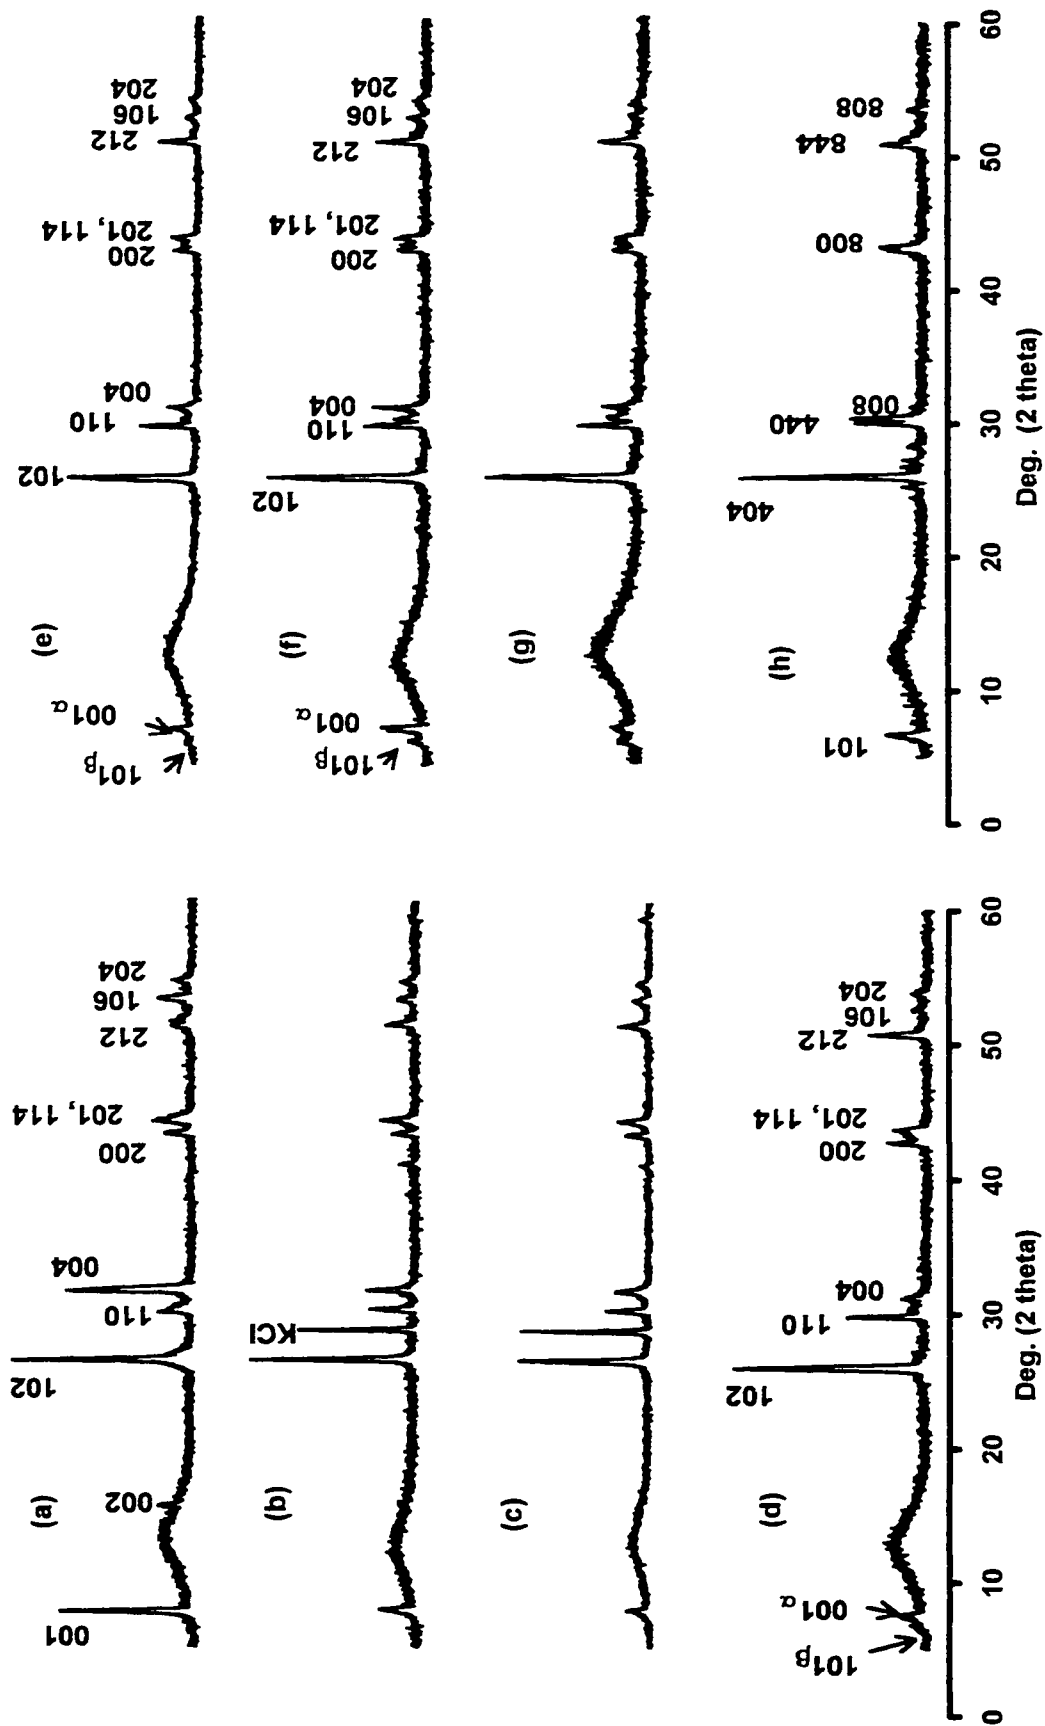 (a)
001
002
102
110
004
200
201, 114
212
106
204
(b)
KCl
(c)
(d)
101β
001α
102
110
004
200
201, 114
212
106
204
0 10 20 30 40 50 60
Deg. (2 theta)
(e)
101β
001α
102
110
004
200
201, 114
212
106
204
(f)
101β
001α
102
110
004
200
201, 114
212
106
204
(g)
(h)
101
404
440
008
800
844
808
0 10 20 30 40 50 60
Deg. (2 theta)